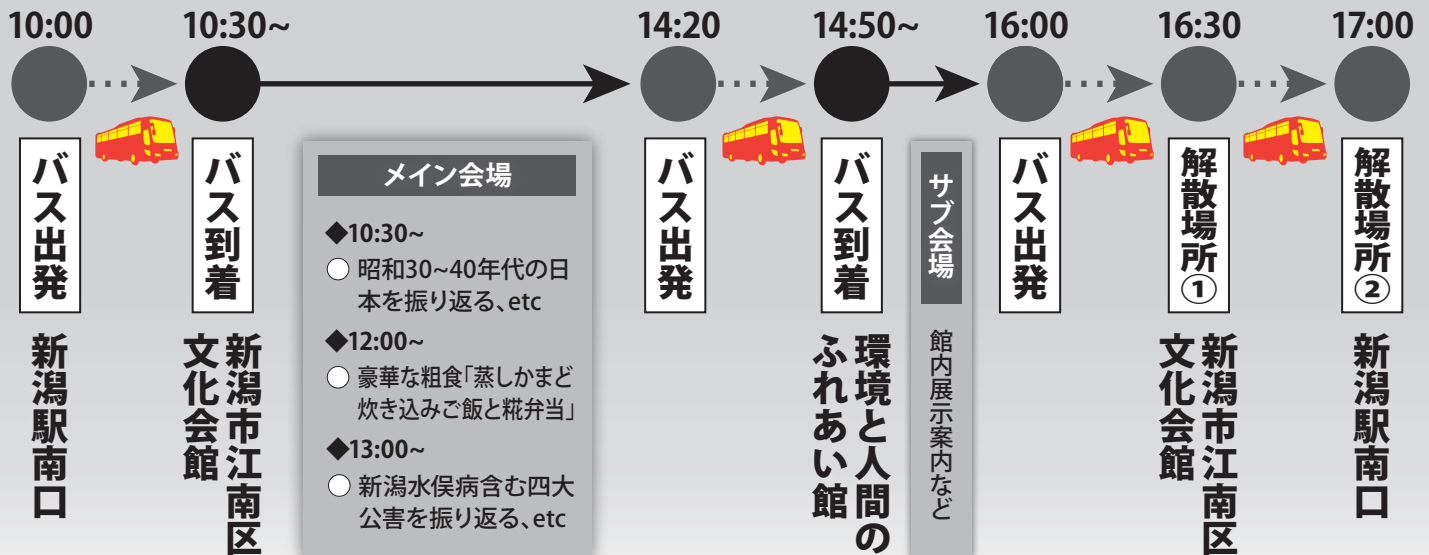 10:00
10:30~
14:20
14:50~
16:00
16:30
17:00
バス出発
新潟駅南口
バス到着
新潟市江南区
文化会館
メイン会場
◆10:30~
○ 昭和30~40年代の日
本を振り返る、etc
◆12:00~
○ 豪華な粗食「蒸しかまど
炊き込みご飯と糀弁当」
◆13:00~
○ 新潟水俣病含む四大
公害を振り返る、etc
バス出発
バス到着
環境と人間の
ふれあい館
サブ会場
館内展示案内など
バス出発
解散場所①
新潟市江南区
文化会館
解散場所②
新潟駅南口